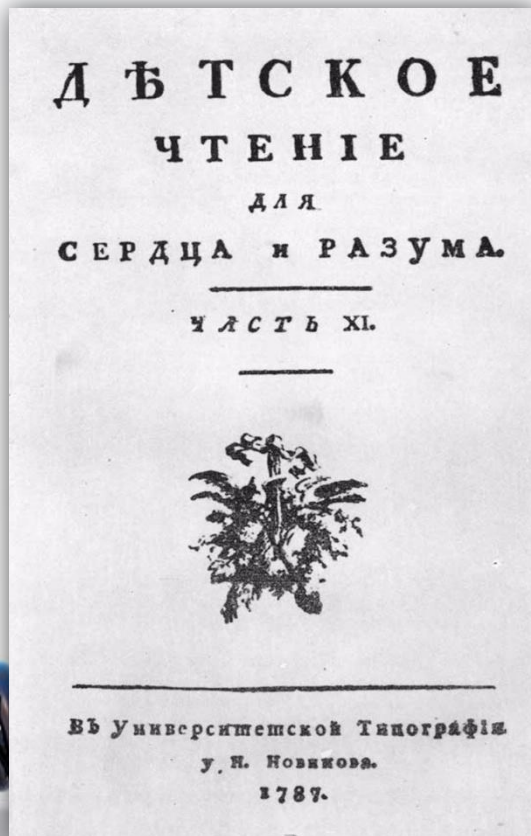 ДѢТСКОЕ
ЧТЕНІЕ
ДЛЯ
СЕРДЦА и РАЗУМА.
ЧАСТЬ XI.
ВЪ Университетской Типографіи
у Н. Новикова.
1787.